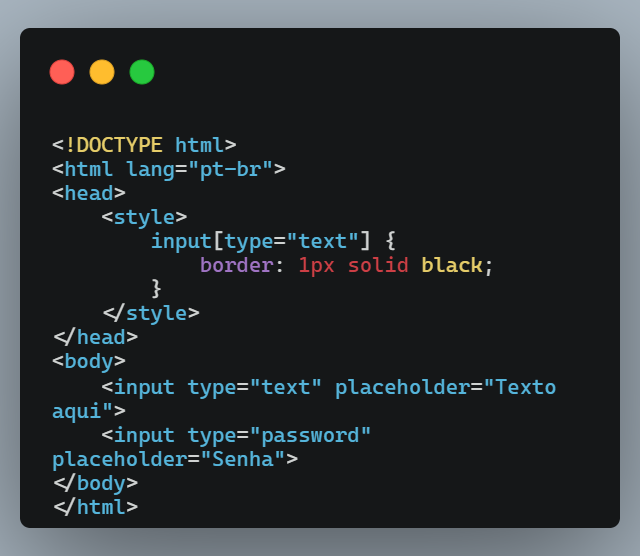 <!DOCTYPE html>
<html lang="pt-br">
<head>
    <style>
        input[type="text"] {
            border: 1px solid black;
        }
    </style>
</head>
<body>
    <input type="text" placeholder="Texto
aqui">
    <input type="password"
placeholder="Senha">
</body>
</html>